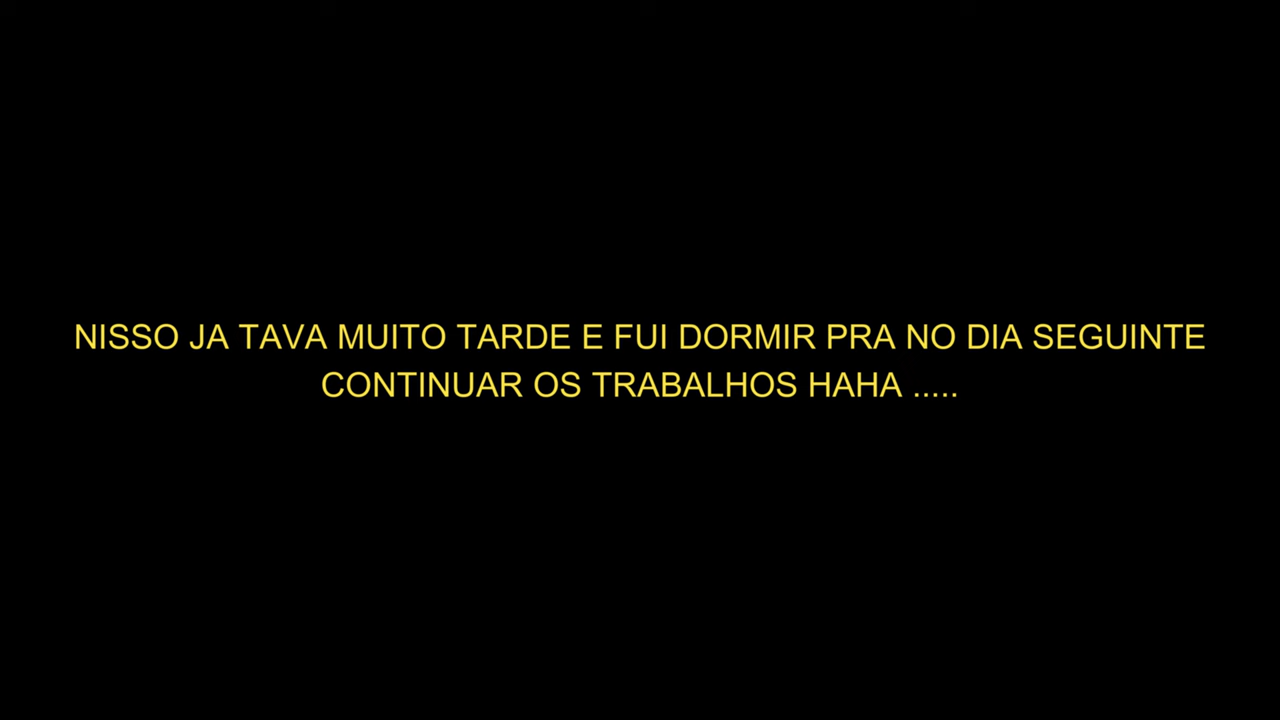 NISSO JA TAVA MUITO TARDE E FUI DORMIR PRA NO DIA SEGUINTE
CONTINUAR OS TRABALHOS HAHA .....